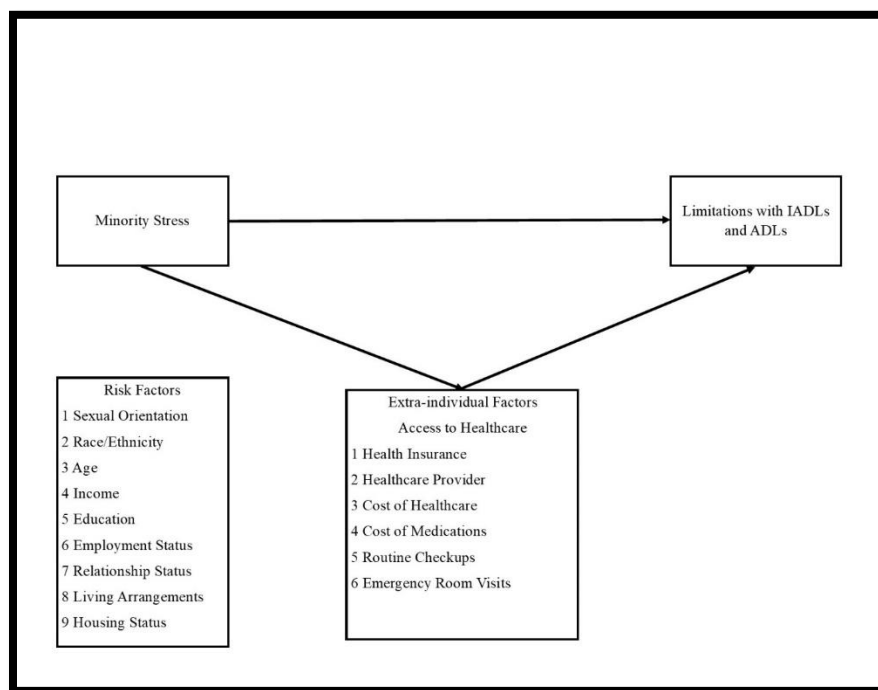 Minority Stress
Limitations with IADLs
and ADLs
Risk Factors
1 Sexual Orientation
2 Race/Ethnicity
3 Age
4 Income
5 Education
6 Employment Status
7 Relationship Status
8 Living Arrangements
9 Housing Status
Extra-individual Factors
Access to Healthcare
1 Health Insurance
2 Healthcare Provider
3 Cost of Healthcare
4 Cost of Medications
5 Routine Checkups
6 Emergency Room Visits